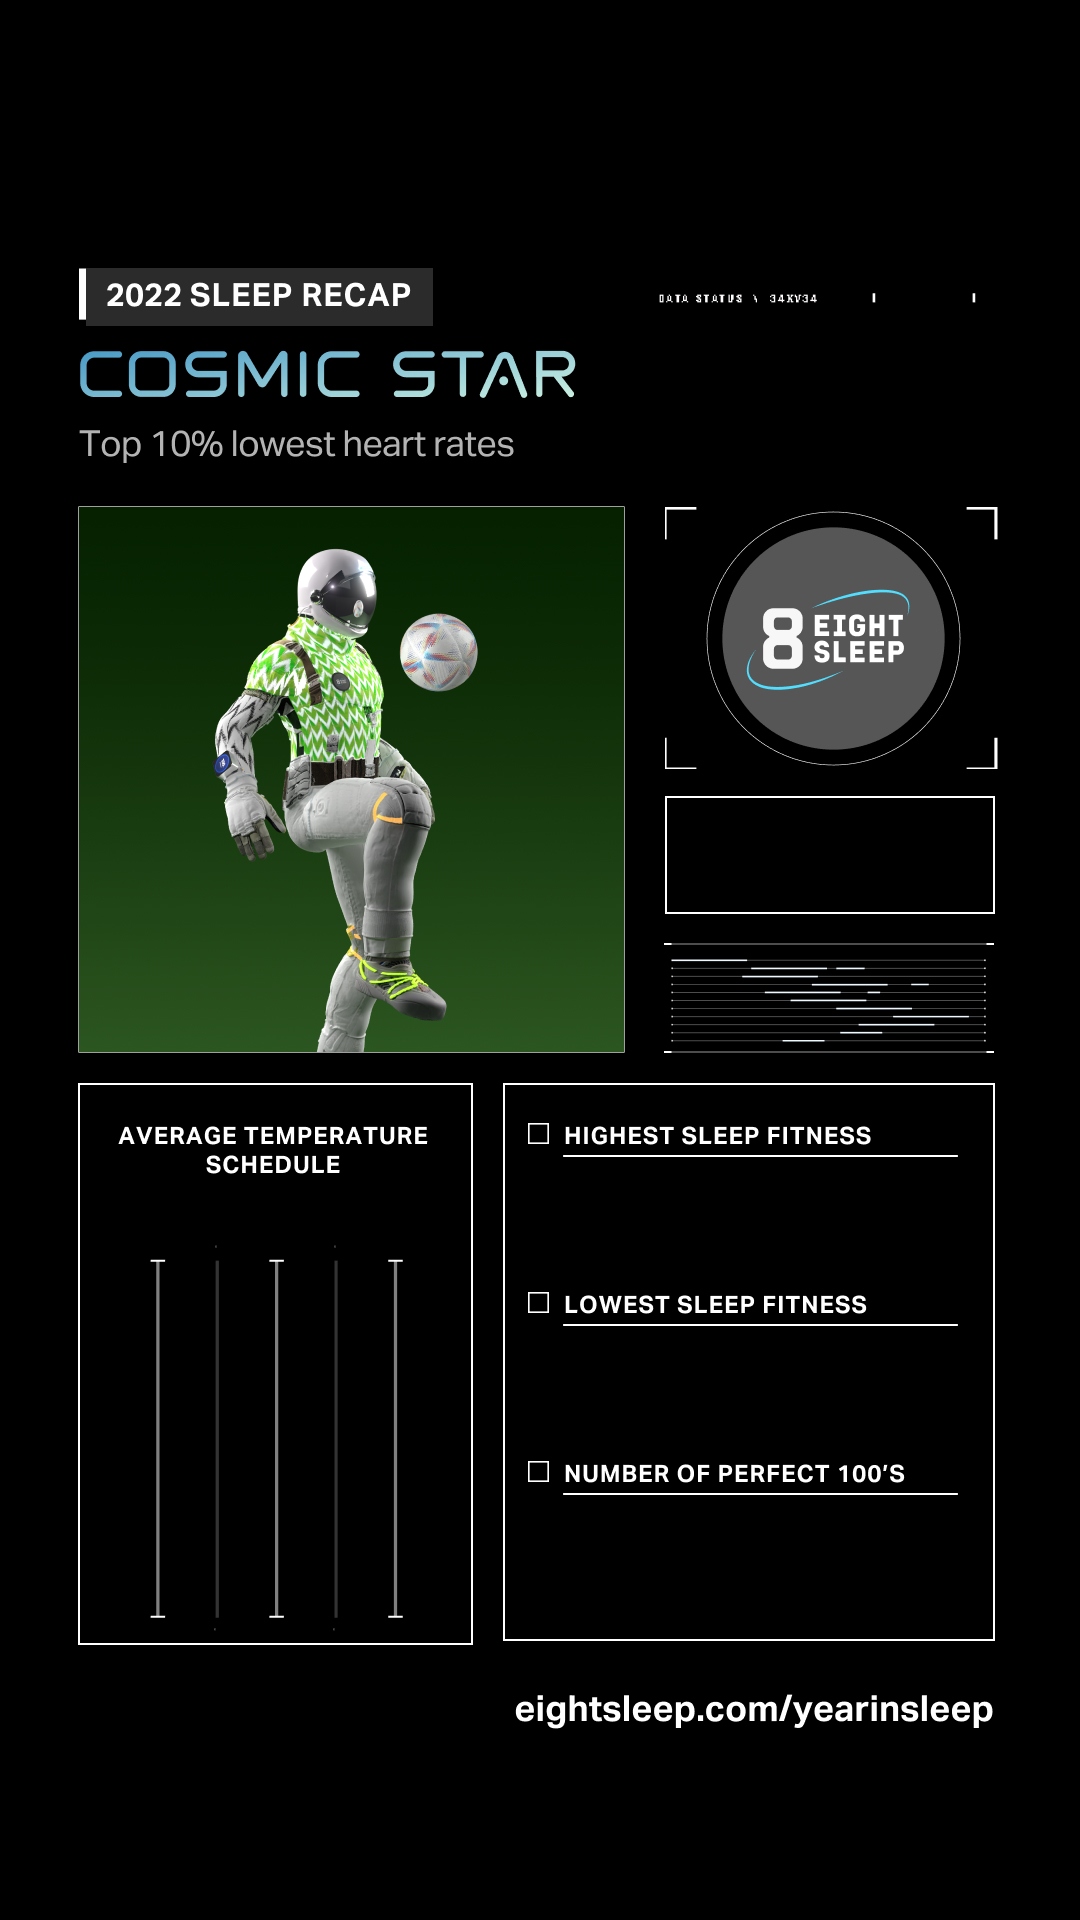 2022 SLEEP RECAP
DATA STATUS \ 34XV34
COSMIC STAR
Top 10% lowest heart rates
8 EIGHT
SLEEP
AVERAGE TEMPERATURE
SCHEDULE
HIGHEST SLEEP FITNESS
LOWEST SLEEP FITNESS
NUMBER OF PERFECT 100'S
eightsleep.com/yearinsleep